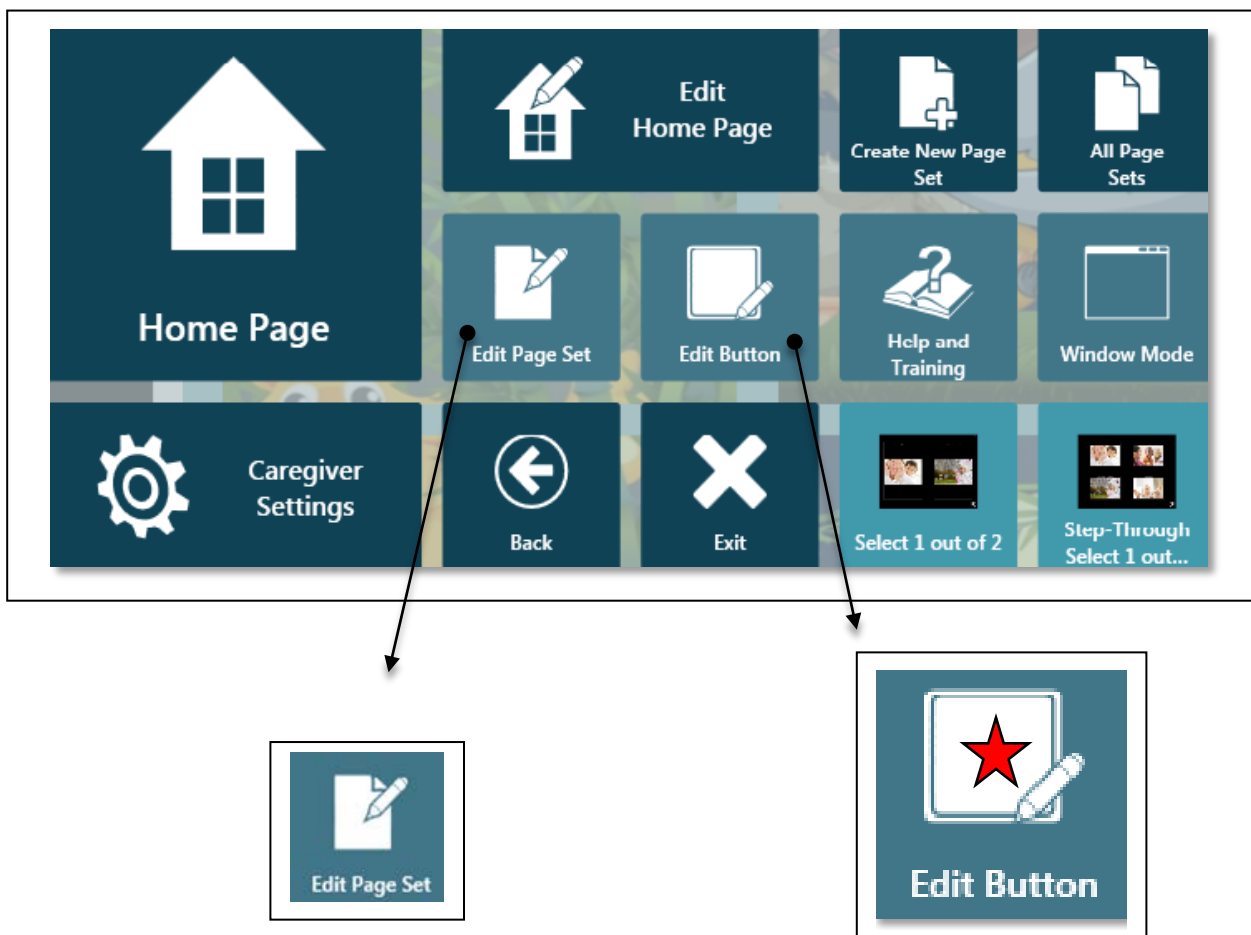 Edit
Home Page
Create New Page
Set
All Page
Sets
Home Page
Edit Page Set
Edit Button
Help and
Training
Window Mode
Caregiver
Settings
Back
Exit
Select 1 out of 2
Step-Through
Select 1 out...
Edit Page Set
Edit Button